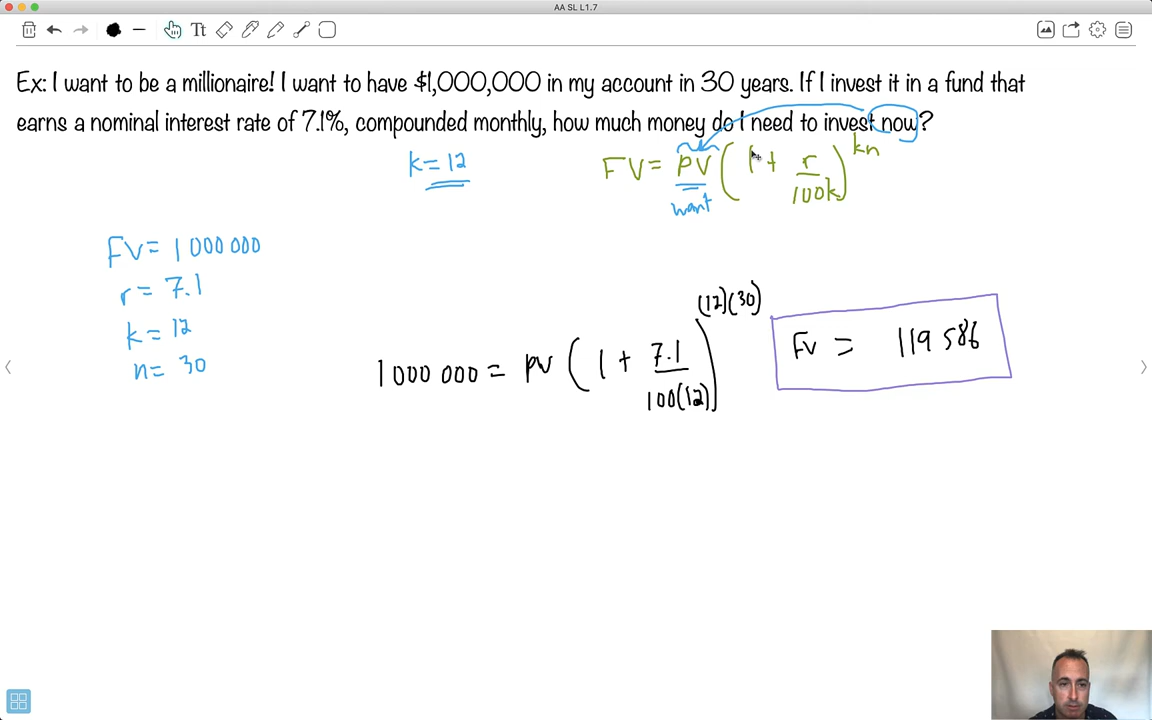 AA SL L1.7
Tt
Ex: I want to be a millionaire! I want to have $1,000,000 in my account in 30 years. If I invest it in a fund that
earns a nominal interest rate of 7.1%, compounded monthly, how much money do I need to invest now?
k = 12
FV = PV ( 1 + r / 100k )^kn
want
FV = 1 000 000
r = 7.1
k = 12
n = 30
1 000 000 = PV ( 1 + 7.1 / 100(12) )^(12)(30)
FV = 119 586